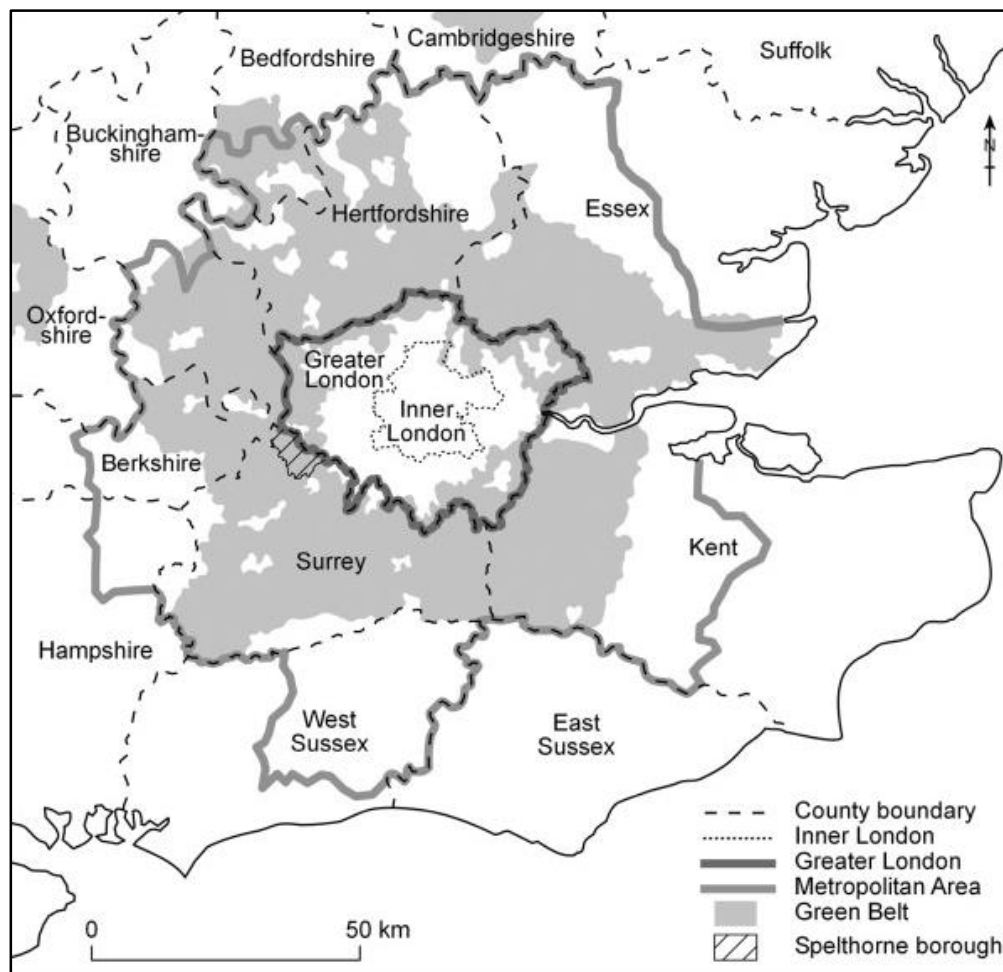 Cambridgeshire
Bedfordshire
Suffolk
Buckingham-
shire
N
Hertfordshire
Essex
Oxford-
shire
Greater
London
Inner
London
Berkshire
Kent
Surrey
Hampshire
West
Sussex
East
Sussex
County boundary
Inner London
Greater London
Metropolitan Area
Green Belt
Spelthorne borough
0 50 km